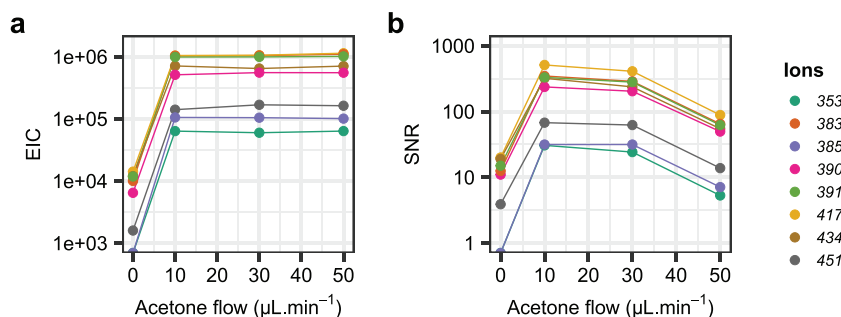 a
1e+06
1e+05
1e+04
1e+03
EIC
0 10 30 50
Acetone flow (µL.min⁻¹)
b
1000
100
10
1
SNR
0 10 20 30 40 50
Acetone flow (µL.min⁻¹)
Ions
353
383
385
390
391
417
434
451